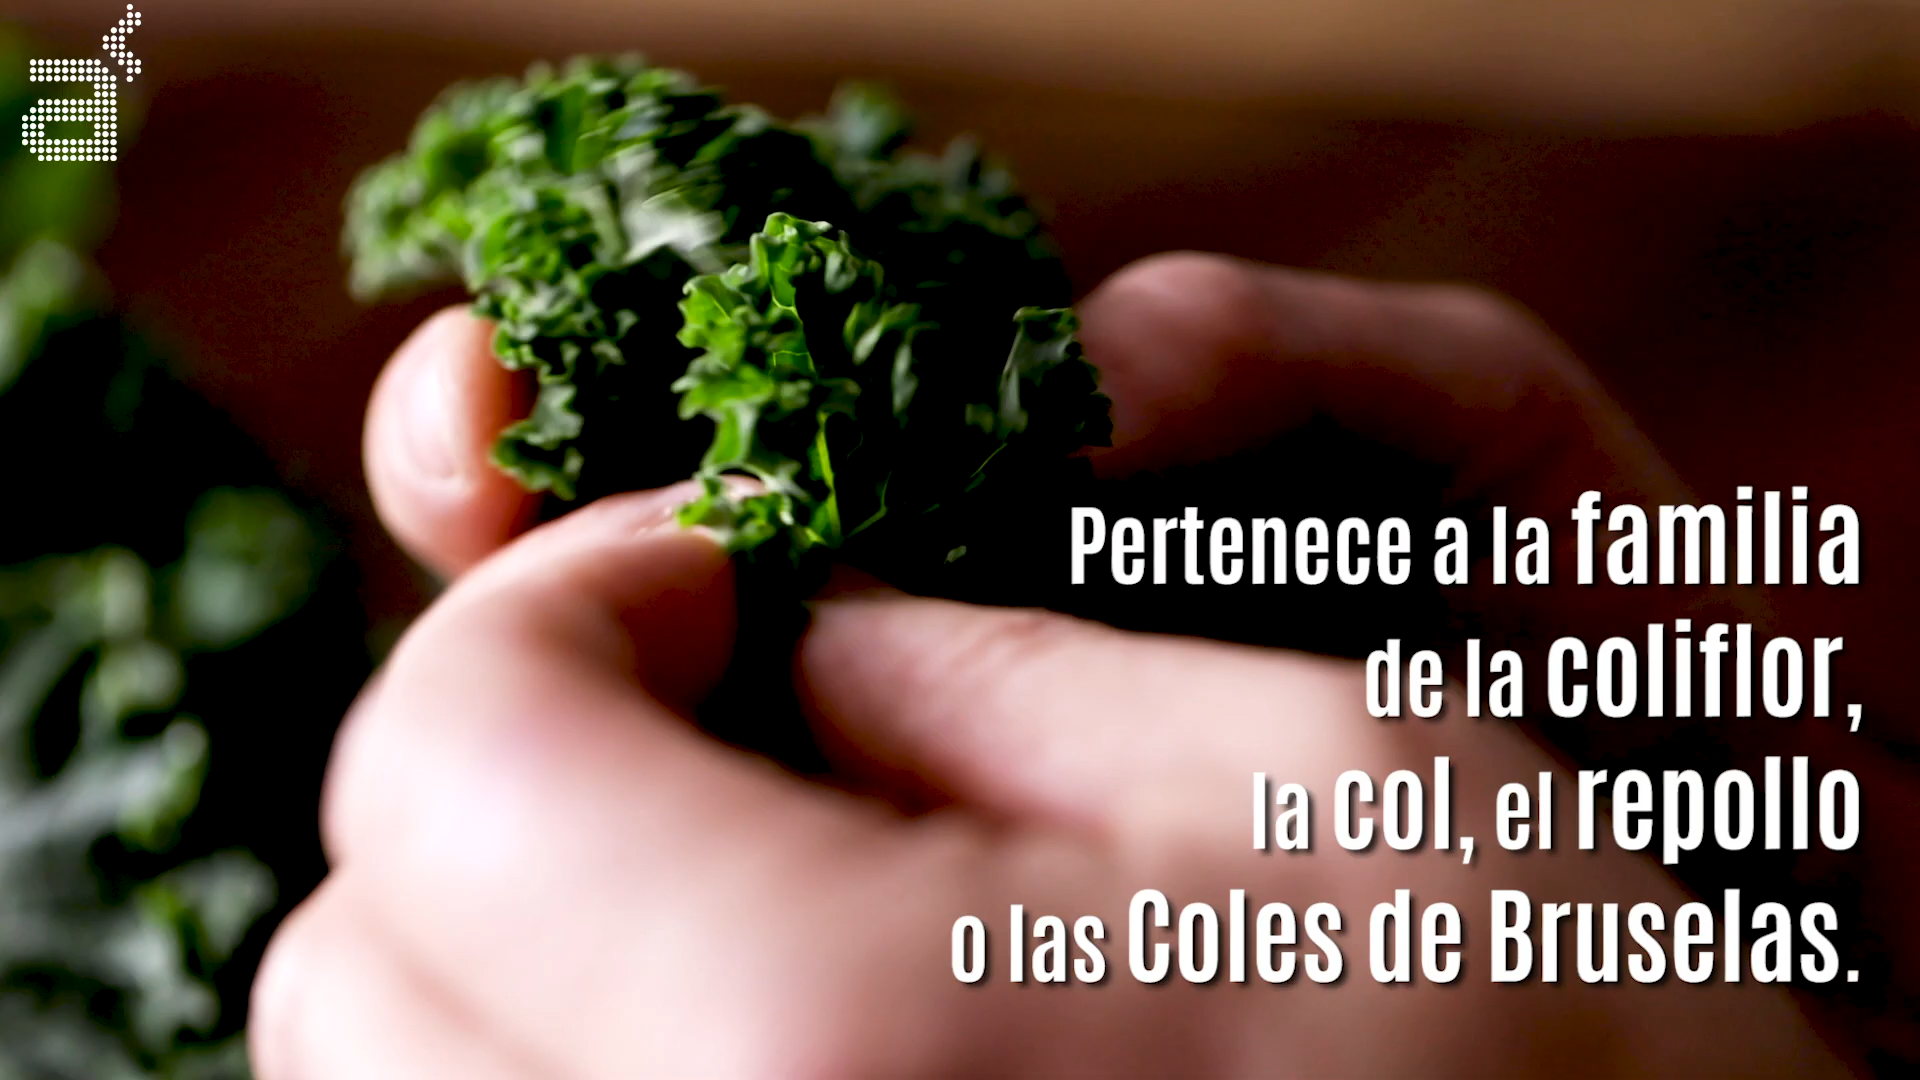 Pertenece a la familia
de la coliflor,
la col, el repollo
o las Coles de Bruselas.